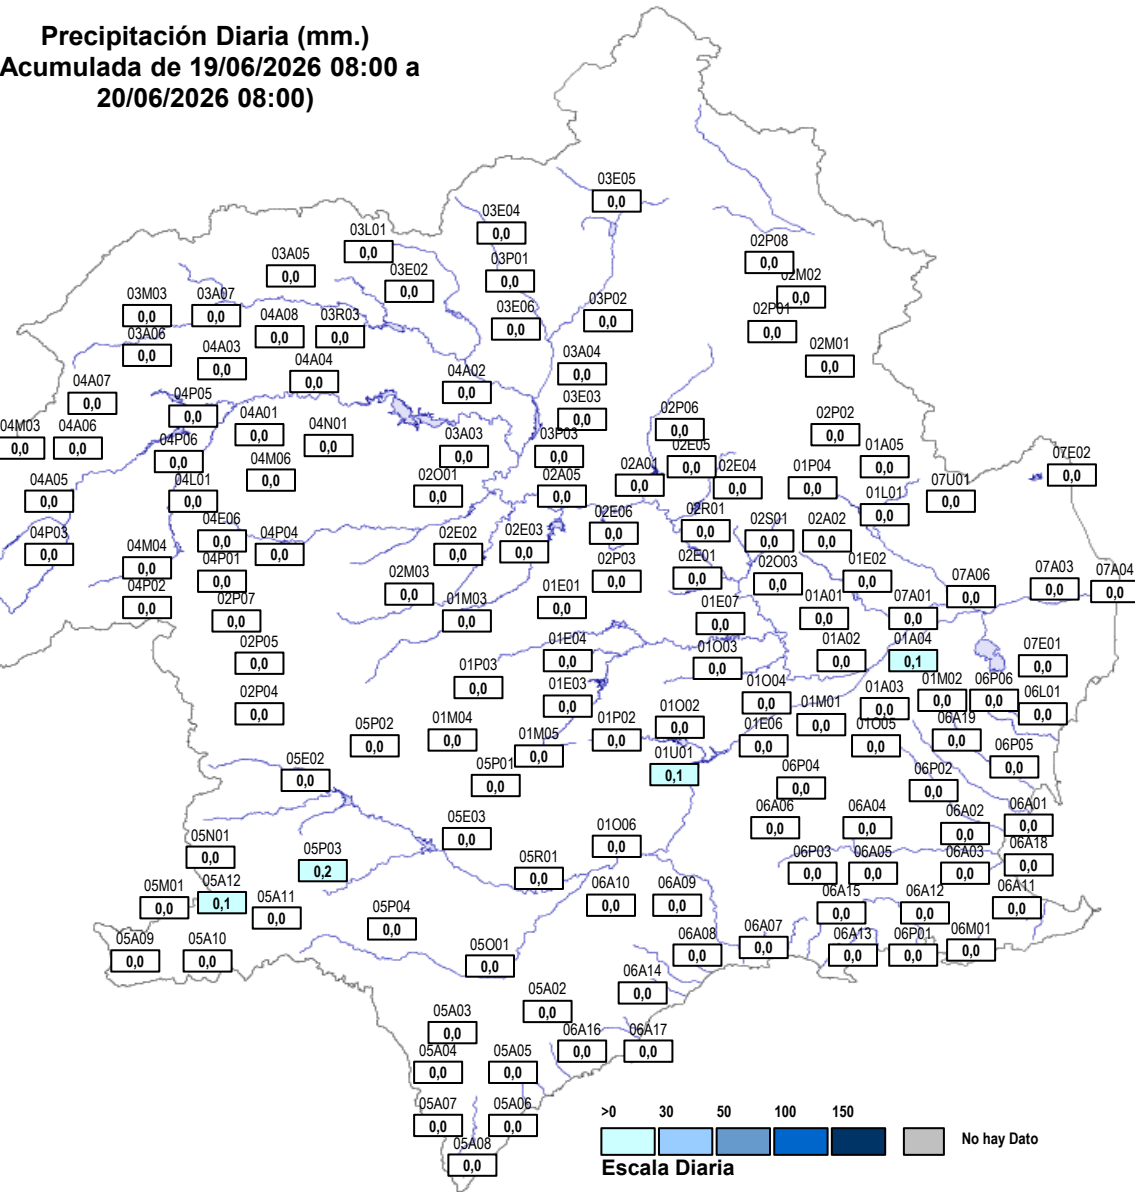 Precipitación Diaria (mm.)
Acumulada de 19/06/2026 08:00 a
20/06/2026 08:00)
03E05
0,0
03E04
0,0
03L01
0,0
02P08
0,0
03A05
0,0
03P01
0,0
03E02
0,0
02M02
0,0
03M03
0,0
03A07
0,0
03P02
0,0
03E06
0,0
02P01
0,0
04A08
0,0
03R03
0,0
03A06
0,0
03A04
0,0
02M01
0,0
04A03
0,0
04A04
0,0
04A02
0,0
04A07
0,0
03E03
0,0
04P05
0,0
02P06
0,0
02P02
0,0
04A01
0,0
04M03
0,0
04A06
0,0
04N01
0,0
03A03
0,0
03P03
0,0
04P06
0,0
02E05
0,0
01A05
0,0
07E02
0,0
04M06
0,0
02A01
0,0
02E04
0,0
01P04
0,0
04A05
0,0
04L01
0,0
02O01
0,0
02A05
0,0
07U01
0,0
01L01
0,0
04E06
0,0
02E06
0,0
02R01
0,0
02S01
0,0
02A02
0,0
04P03
0,0
04P04
0,0
02E02
0,0
02E03
0,0
04M04
0,0
04P01
0,0
02P03
0,0
02E01
0,0
02O03
0,0
01E02
0,0
02M03
0,0
07A06
0,0
07A03
0,0
07A04
0,0
04P02
0,0
01E01
0,0
02P07
0,0
01M03
0,0
01E07
0,0
01A01
0,0
07A01
0,0
02P05
0,0
01E04
0,0
01O03
0,0
01A02
0,0
01A04
0,1
07E01
0,0
01P03
0,0
02P04
0,0
01E03
0,0
01O04
0,0
01A03
0,0
01M02
0,0
06P06
0,0
06L01
0,0
05P02
0,0
01M04
0,0
01P02
0,0
01O02
0,0
01M01
0,0
01M05
0,0
01E06
0,0
01O05
0,0
06A19
0,0
05E02
0,0
05P01
0,0
01U01
0,1
06P04
0,0
06P02
0,0
06P05
0,0
05E03
0,0
01O06
0,0
06A06
0,0
06A04
0,0
06A02
0,0
06A01
0,0
05N01
0,0
05P03
0,2
05R01
0,0
06P03
0,0
06A05
0,0
06A03
0,0
06A18
0,0
05M01
0,0
05A12
0,1
05A11
0,0
06A10
0,0
06A09
0,0
06A15
0,0
06A12
0,0
06A11
0,0
05P04
0,0
05A09
0,0
05A10
0,0
05O01
0,0
06A08
0,0
06A07
0,0
06A13
0,0
06P01
0,0
06M01
0,0
06A14
0,0
05A02
0,0
05A03
0,0
06A16
0,0
06A17
0,0
05A04
0,0
05A05
0,0
05A07
0,0
05A06
0,0
05A08
0,0
>0 30 50 100 150
No hay Dato
Escala Diaria